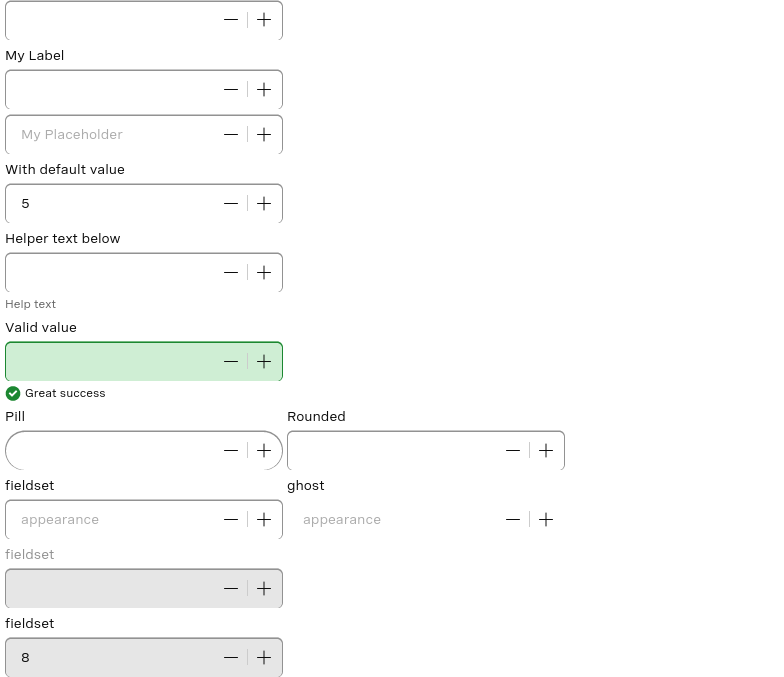 My Label
My Placeholder
With default value
5
Helper text below
Help text
Valid value
Great success
Pill Rounded
fieldset ghost
appearance appearance
fieldset
fieldset
8